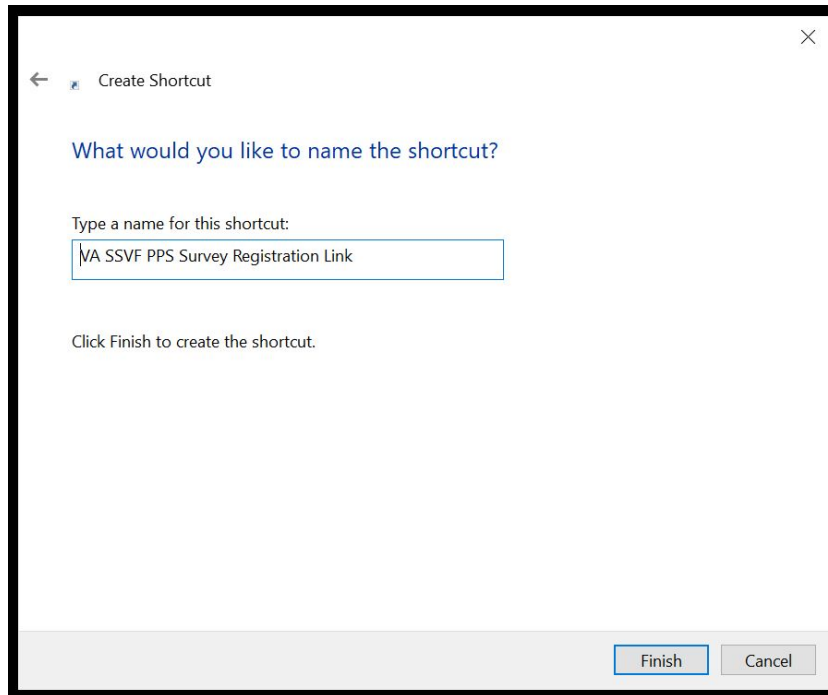 Create Shortcut
What would you like to name the shortcut?
Type a name for this shortcut:
VA SSVF PPS Survey Registration Link
Click Finish to create the shortcut.
Finish
Cancel